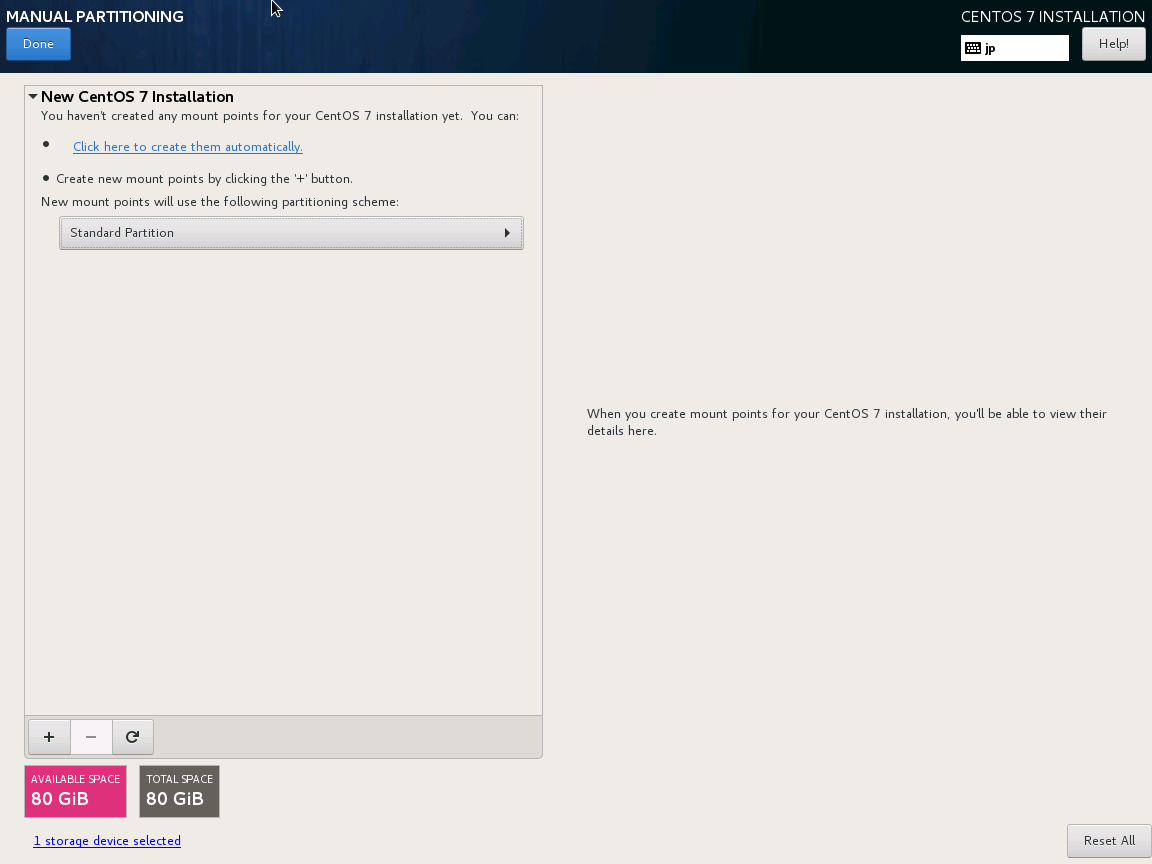 MANUAL PARTITIONING
CENTOS 7 INSTALLATION
Done
jp
Help!
New CentOS 7 Installation
You haven't created any mount points for your CentOS 7 installation yet.  You can:
• Click here to create them automatically.
• Create new mount points by clicking the '+' button.
New mount points will use the following partitioning scheme:
Standard Partition
When you create mount points for your CentOS 7 installation, you'll be able to view their
details here.
+ −
AVAILABLE SPACE
80 GiB
TOTAL SPACE
80 GiB
1 storage device selected
Reset All